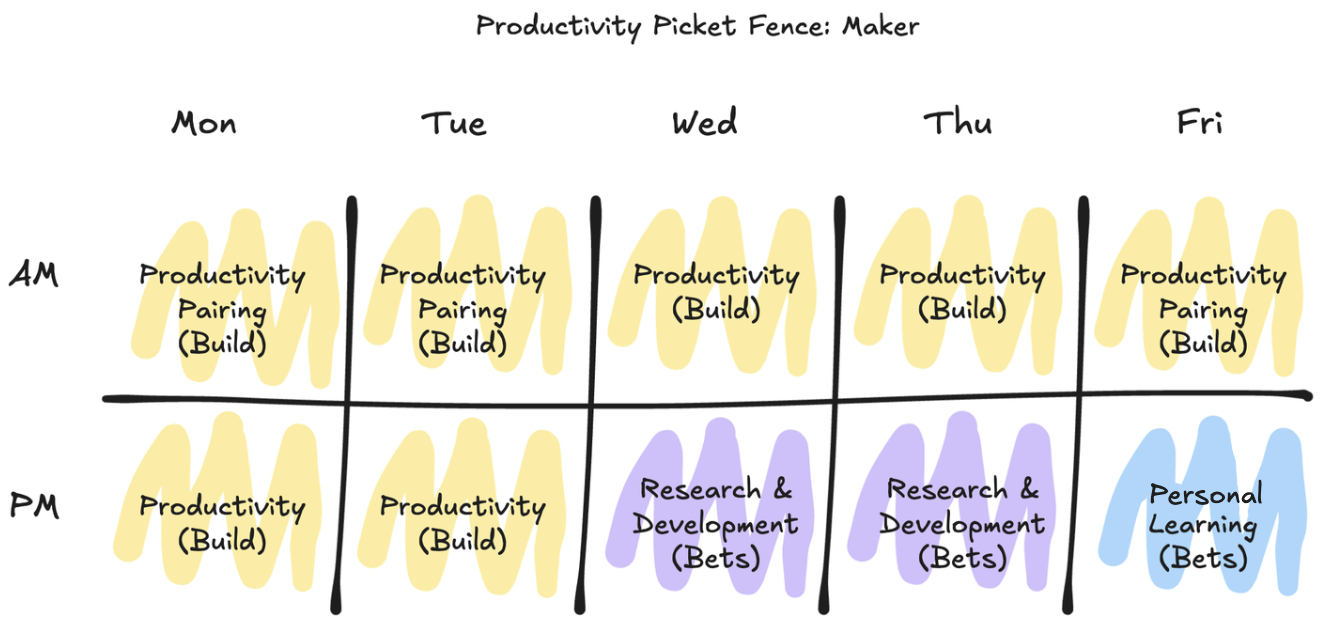 Productivity Picket Fence: Maker
Mon
Tue
Wed
Thu
Fri
AM
Productivity
Pairing
(Build)
Productivity
Pairing
(Build)
Productivity
(Build)
Productivity
(Build)
Productivity
Pairing
(Build)
PM
Productivity
(Build)
Productivity
(Build)
Research &
Development
(Bets)
Research &
Development
(Bets)
Personal
Learning
(Bets)